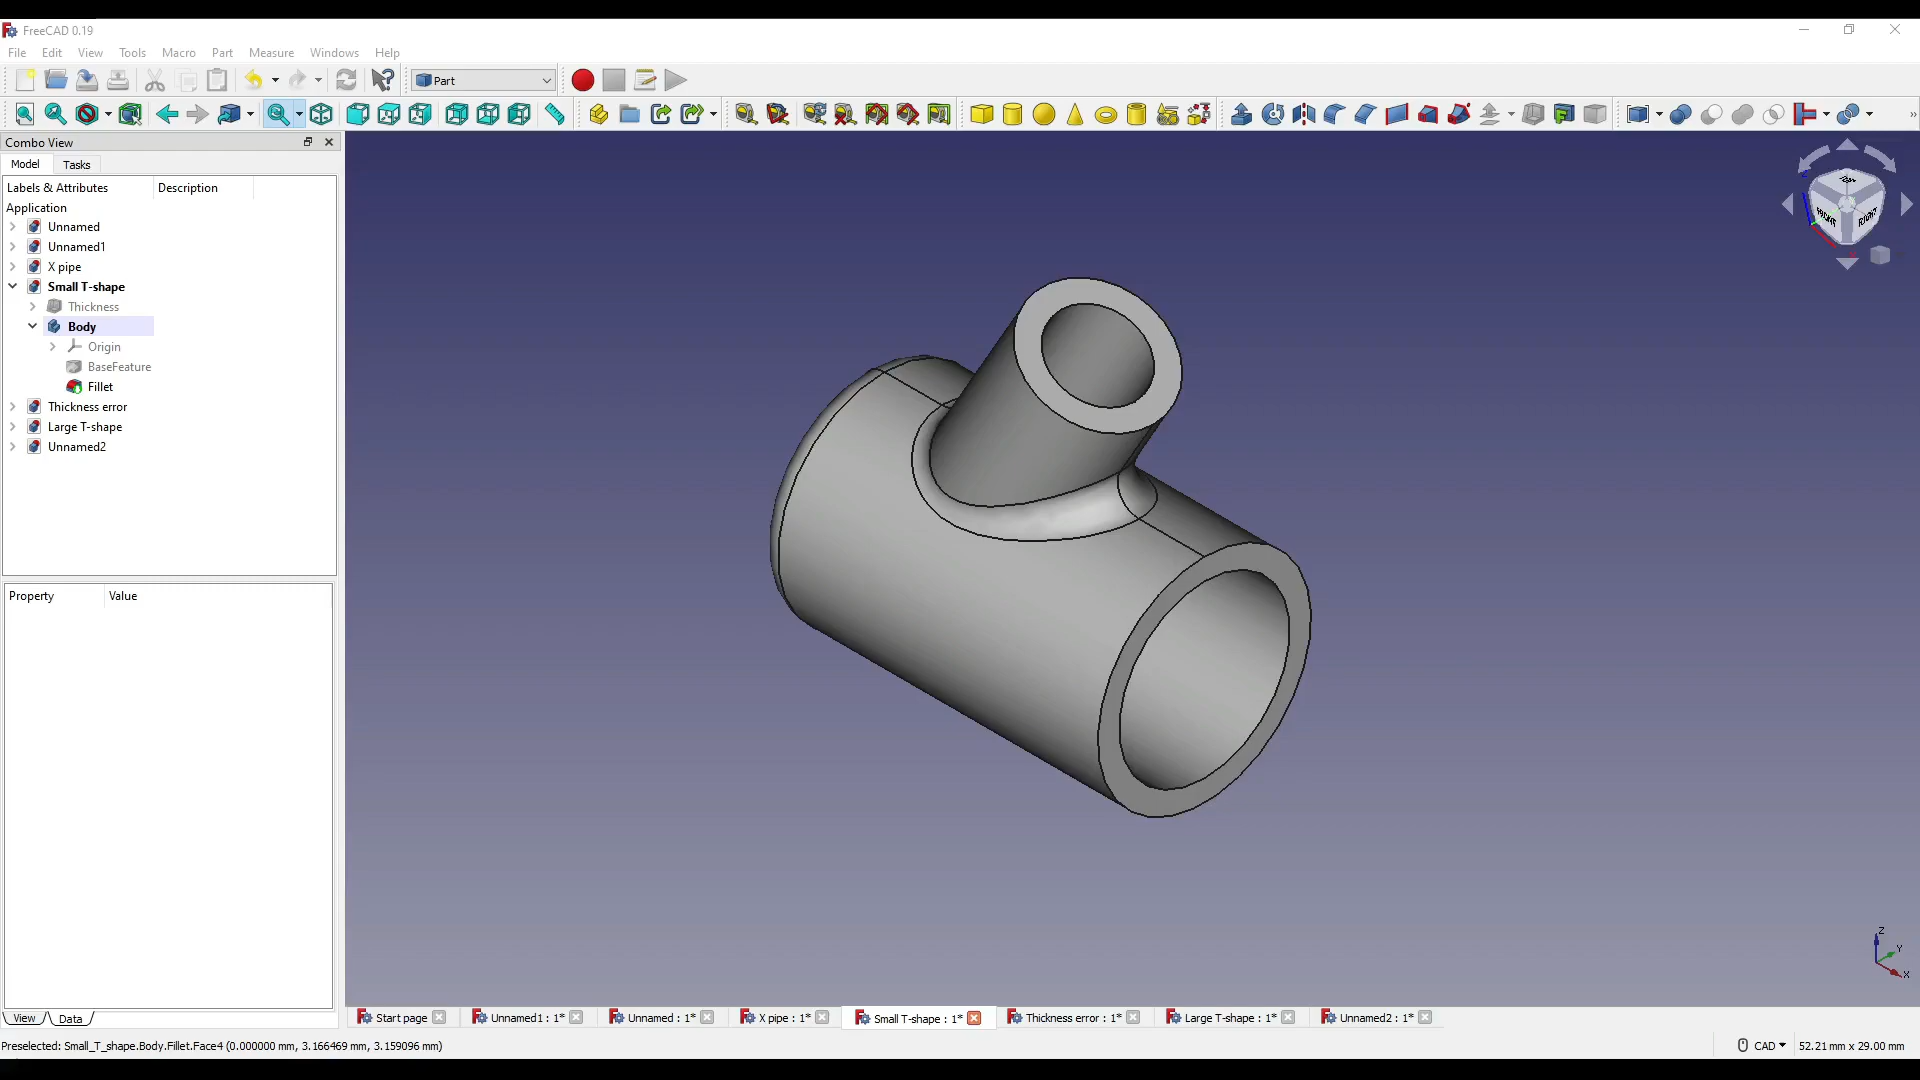 FreeCAD 0.19
File Edit View Tools Macro Part Measure Windows Help
Part
Combo View
Model Tasks
Labels & Attributes Description
Application
Unnamed
Unnamed1
X pipe
Small T-shape
Thickness
Body
Origin
BaseFeature
Fillet
Thickness error
Large T-shape
Unnamed2
Property Value
TOP
FRONT RIGHT
Z
Y
X
View Data
Start page Unnamed1 : 1* Unnamed : 1* X pipe : 1* Small T-shape : 1* Thickness error : 1* Large T-shape : 1* Unnamed2 : 1*
Preselected: Small_T_shape.Body.Fillet.Face4 (0.000000 mm, 3.166469 mm, 3.159096 mm) CAD 52.21 mm x 29.00 mm